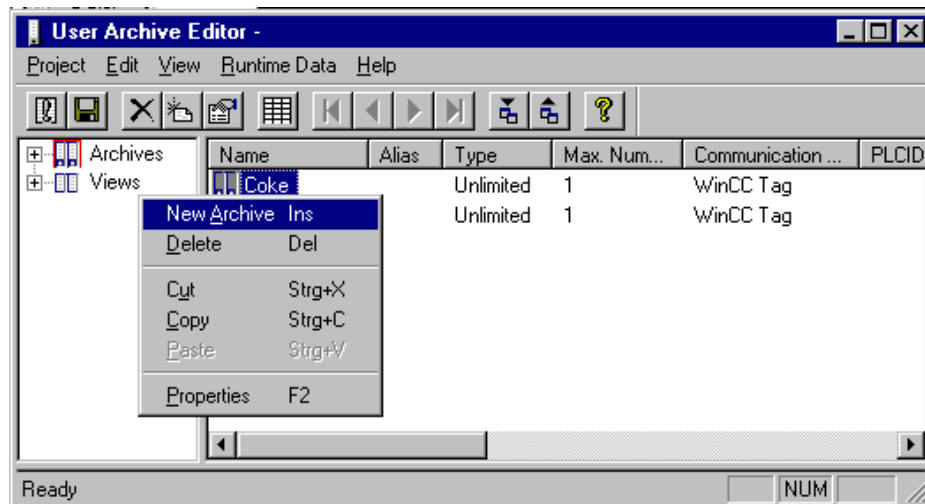 User Archive Editor -
Project Edit View Runtime Data Help
Archives Name Alias Type Max. Num... Communication ... PLCID
Views Coke Unlimited 1 WinCC Tag
New Archive Ins Unlimited 1 WinCC Tag
Delete Del
Cut Strg+X
Copy Strg+C
Paste Strg+V
Properties F2
Ready NUM